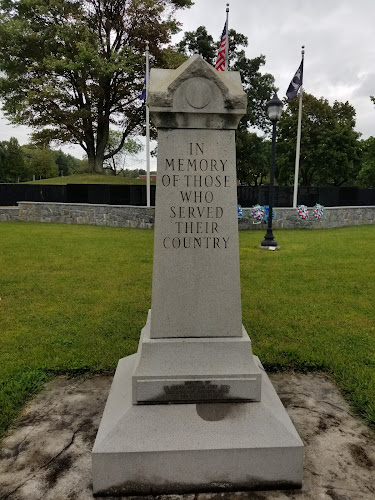 IN
MEMORY
OF THOSE
WHO
SERVED
THEIR
COUNTRY